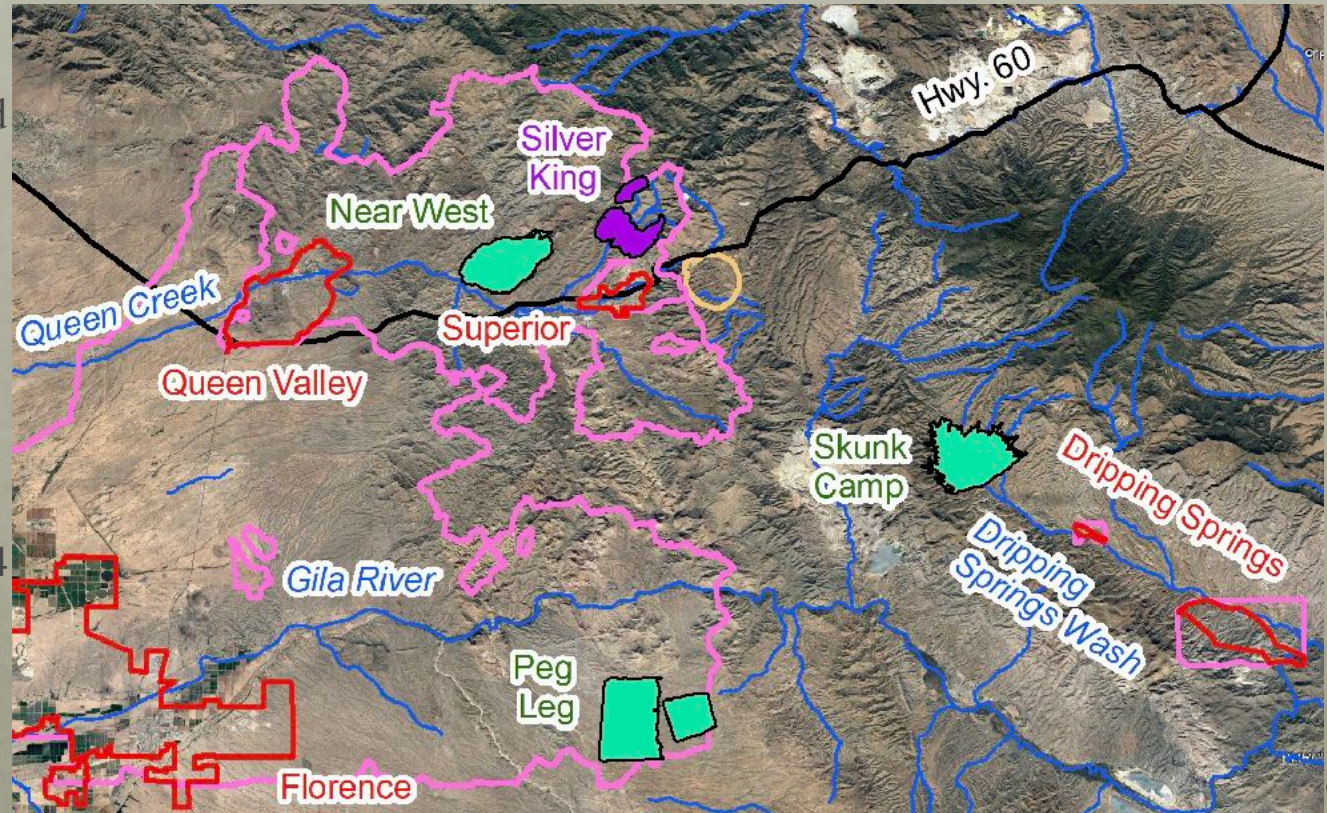 Hwy. 60
Silver
King
Near West
Queen Creek
Superior
Queen Valley
Skunk
Camp
Dripping Springs
Dripping
Springs Wash
Gila River
Peg
Leg
Florence